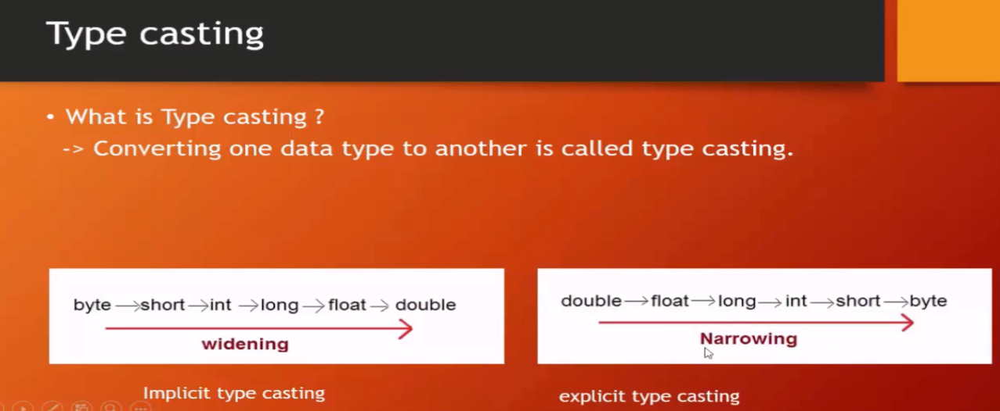 Type casting
• What is Type casting ?
-> Converting one data type to another is called type casting.
byte → short → int → long → float → double
widening
double → float → long → int → short → byte
Narrowing
Implicit type casting
explicit type casting